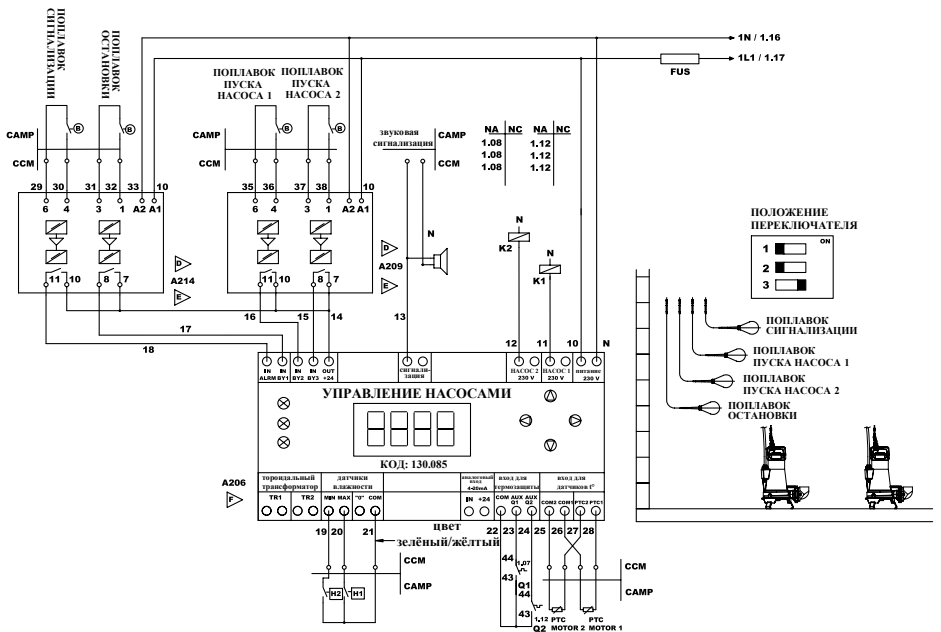 1N / 1.16
1L1 / 1.17
FUS
ПОПЛАВОК
СИГНАЛИЗАЦИИ
ПОПЛАВОК
ОСТАНОВКИ
ПОПЛАВОК
ПУСКА
НАСОСА 1
ПОПЛАВОК
ПУСКА
НАСОСА 2
B B B B
CAMP
CCM
звуковая
сигнализация
CAMP
CCM
NA NC NA NC
1.08 1.12
1.08 1.12
1.08 1.12
29 30 31 32 33 10
6 4 3 1 A2 A1
35 36 37 38 10
6 4 3 1 A2 A1
11 10 8 7
11 10 8 7
D
A214
E
D
A209
E
N
N
K2
N
K1
ПОЛОЖЕНИЕ
ПЕРЕКЛЮЧАТЕЛЯ
ON
1
2
3
ПОПЛАВОК
СИГНАЛИЗАЦИИ
ПОПЛАВОК
ПУСКА НАСОСА 1
ПОПЛАВОК
ПУСКА НАСОСА 2
ПОПЛАВОК
ОСТАНОВКИ
18 17 16 15 14 13 12 11 10 N
IN ALRM
IN BY1
IN BY2
IN BY3
OUT +24
сигнали-
зация
НАСОС 2
230 V
НАСОС 1
230 V
питание
230 V
УПРАВЛЕНИЕ НАСОСАМИ
КОД: 130.085
A206
F
тороидальный
трансформатор
TR1 TR2
датчики
влажности
MIN MAX "0" COM
аналоговый
вход
4-20mA
IN +24
вход для
термозащиты
COM AUX Q1 AUX Q2
вход для
датчиков t°
COM2 COM1 PTC2 PTC1
19 20 21
цвет
зелёный/жёлтый
22 23 24 25 26 27 28
CCM
CAMP
H2 H1
44 1.07
43 Q1
44
43 1.12
Q2
CCM
CAMP
PTC
MOTOR 2
PTC
MOTOR 1